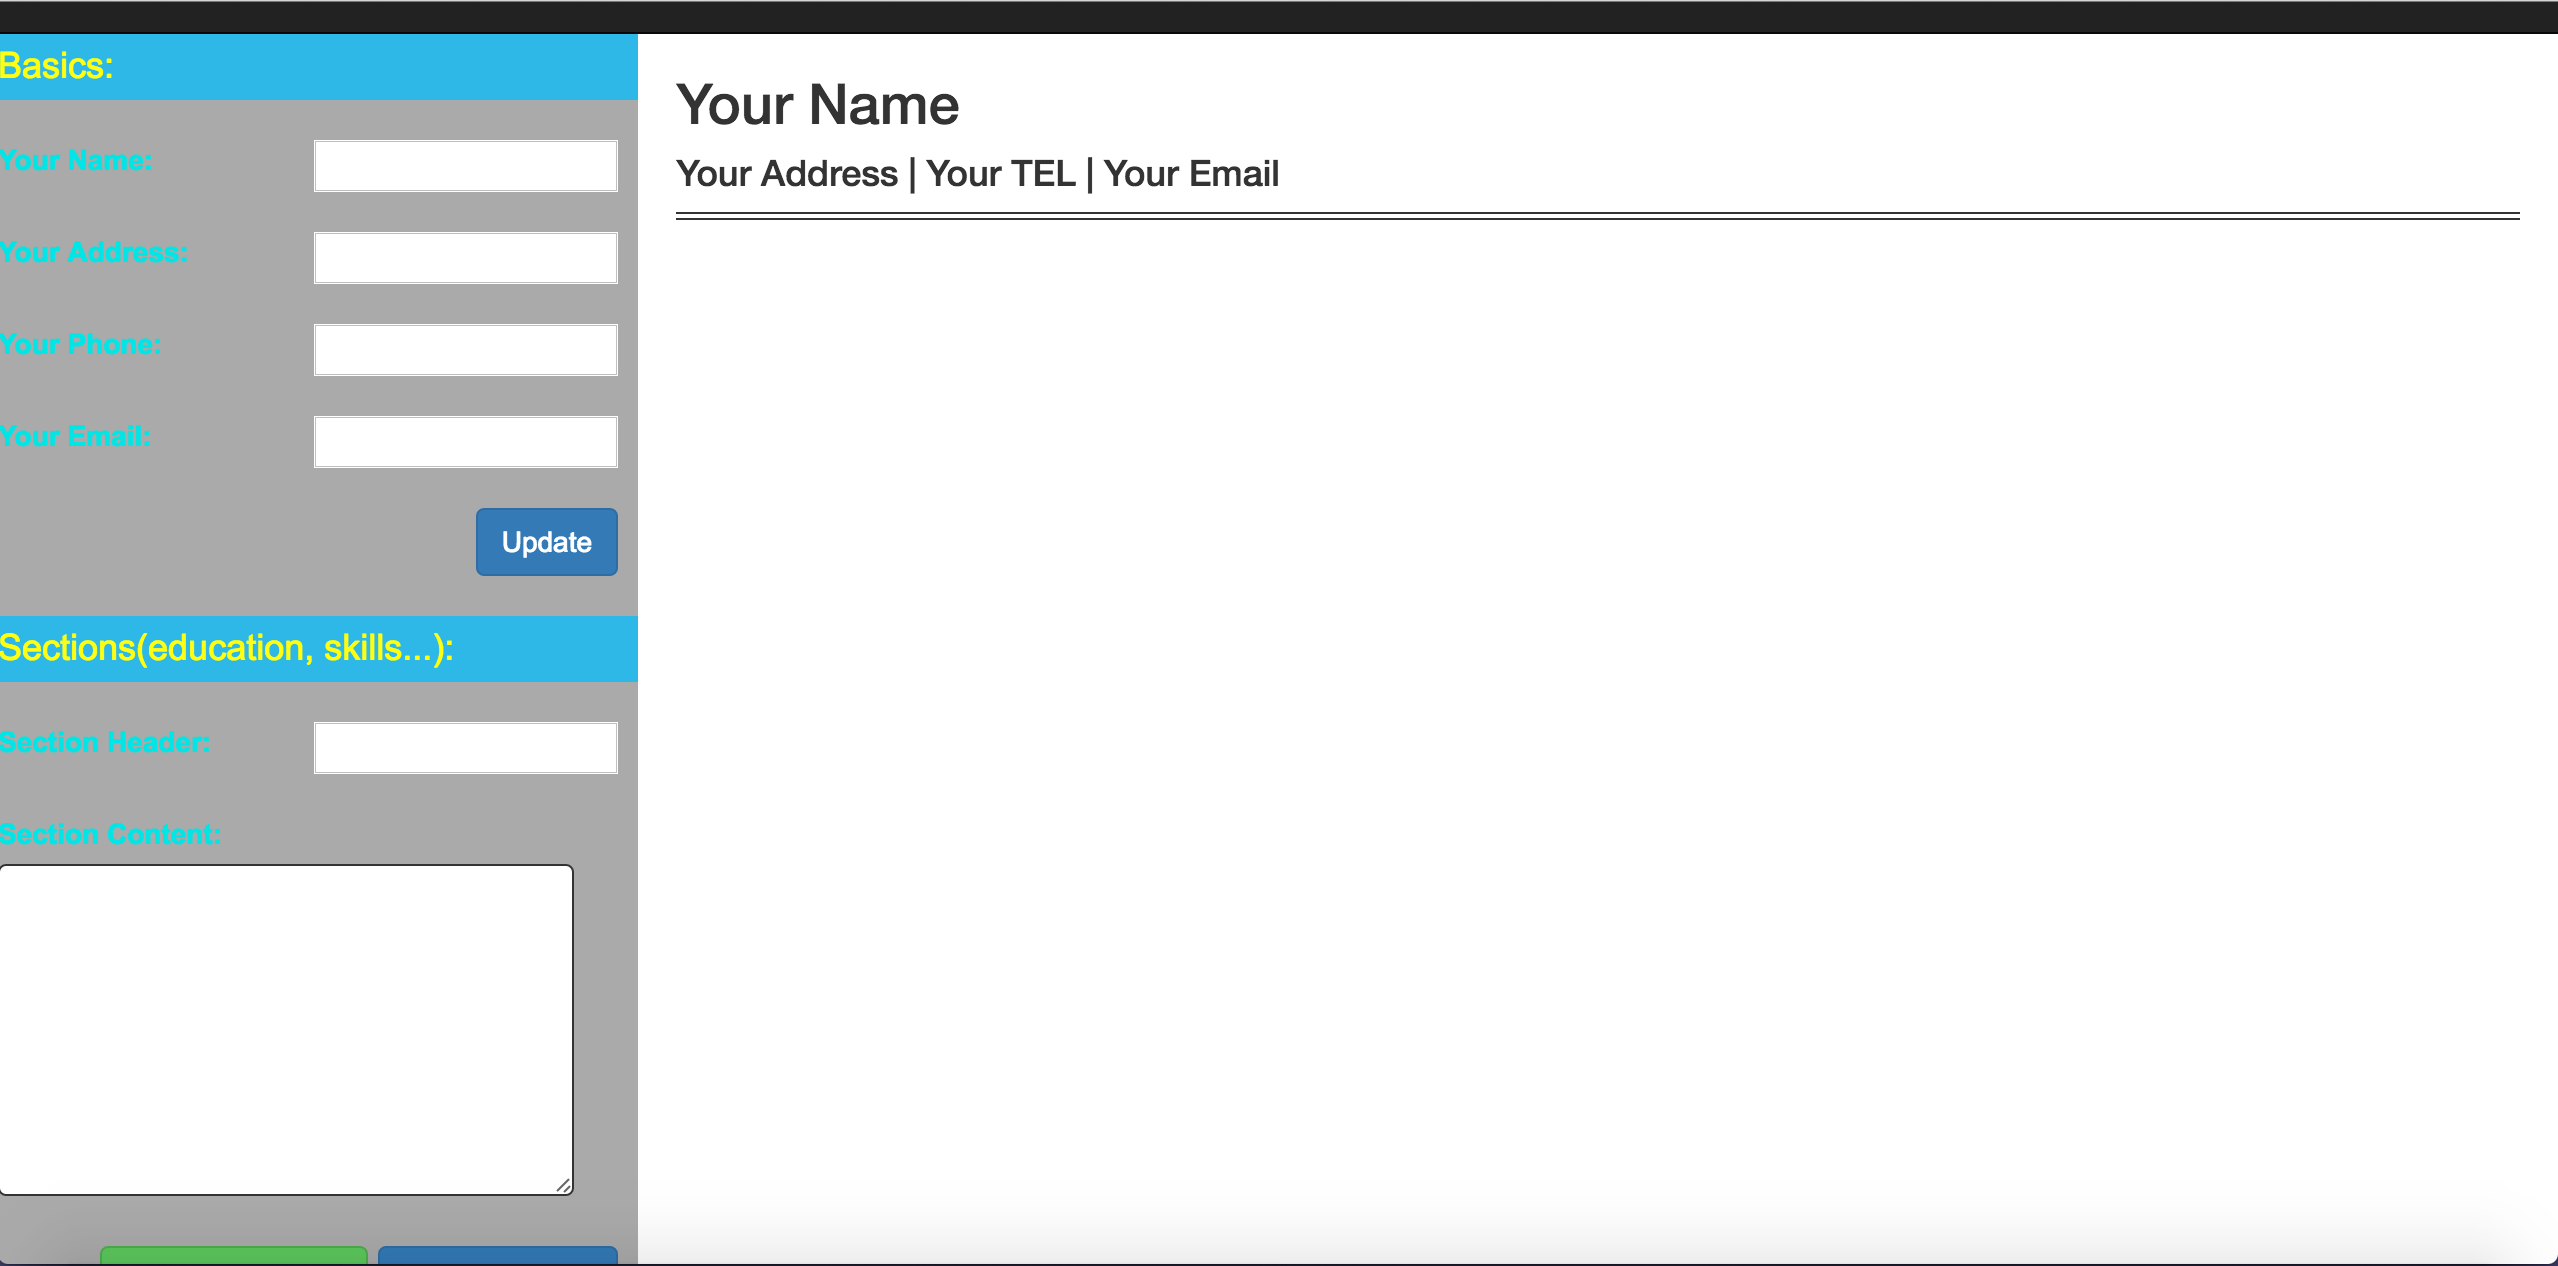 Basics:
Your Name:
Your Address:
Your Phone:
Your Email:
Update
Sections(education, skills...):
Section Header:
Section Content:
Your Name
Your Address | Your TEL | Your Email